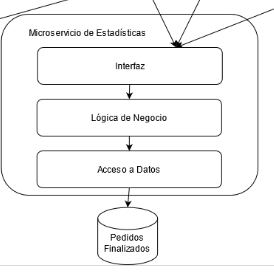 Microservicio de Estadísticas
Interfaz
Lógica de Negocio
Acceso a Datos
Pedidos
Finalizados